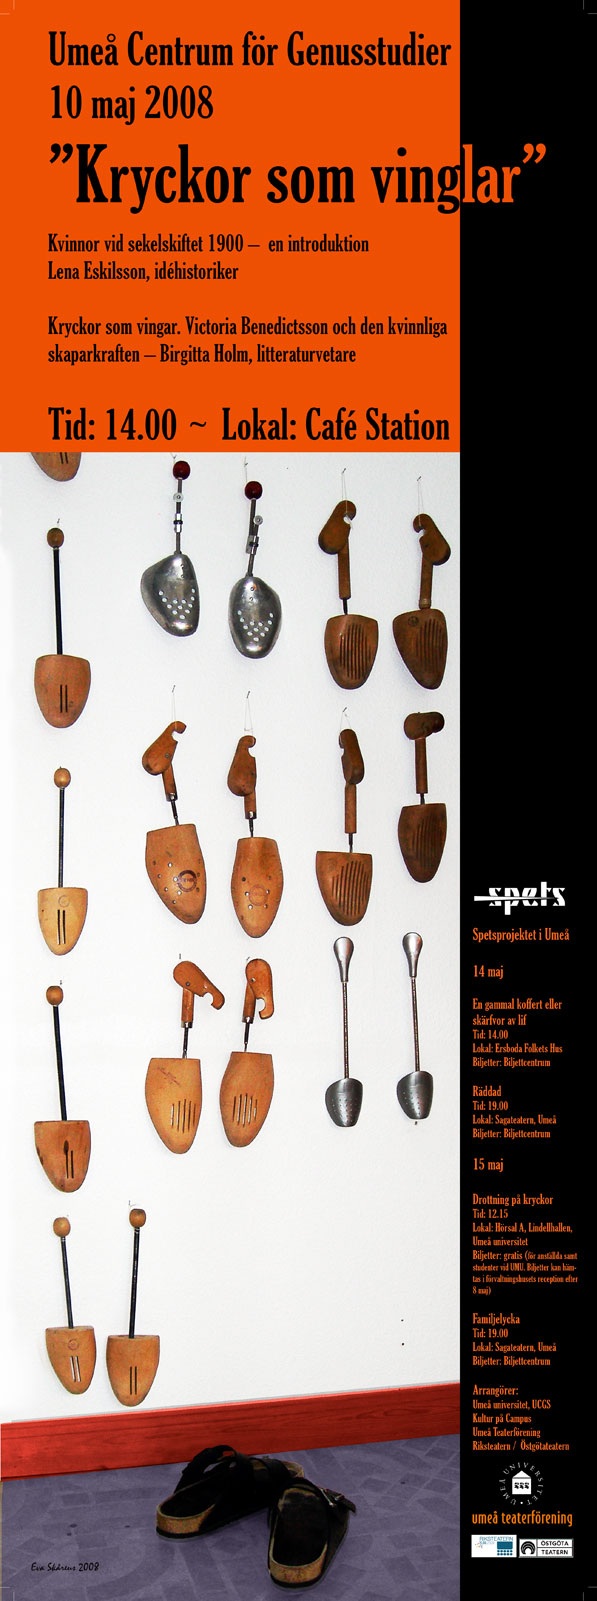 Umeå Centrum för Genusstudier
10 maj 2008
”Kryckor som vinglar”
Kvinnor vid sekelskiftet 1900 – en introduktion
Lena Eskilsson, idéhistoriker
Kryckor som vingar. Victoria Benedictsson och den kvinnliga
skaparkraften – Birgitta Holm, litteraturvetare
Tid: 14.00 ~ Lokal: Café Station
spets
Spetsprojektet i Umeå
14 maj
En gammal koffert eller
skärfvor av lif
Tid: 14.00
Lokal: Ersboda Folkets Hus
Biljetter: Biljettcentrum
Räddad
Tid: 19.00
Lokal: Sagateatern, Umeå
Biljetter: Biljettcentrum
15 maj
Drottning på kryckor
Tid: 12.15
Lokal: Hörsal A, Lindellhallen,
Umeå universitet
Biljetter: gratis (för anställda samt
studenter vid UMU. Biljetter kan häm-
tas i förvaltningshusets reception efter
8 maj)
Familjelycka
Tid: 19.00
Lokal: Sagateatern, Umeå
Biljetter: Biljettcentrum
Arrangörer:
Umeå universitet, UCGS
Kultur på Campus
Umeå Teaterförening
Riksteatern / Östgötateatern
UMEÅ UNIVERSITET
umeå teaterförening
RIKSTEATERN
ÖSTGÖTA
TEATERN
Eva Skåreus 2008